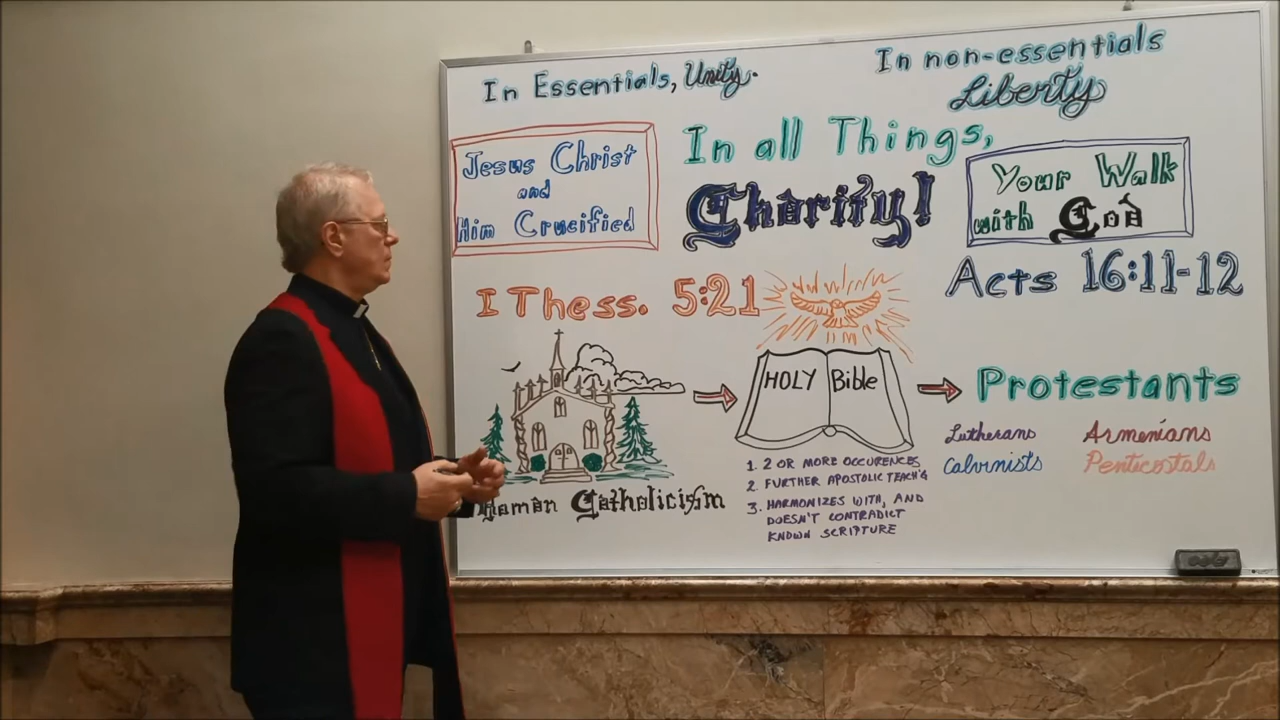 In Essentials, Unity.
In non-essentials
Liberty
In all Things,
Charity!
Jesus Christ
and
Him Crucified
Your Walk
with God
Acts 16:11-12
I Thess. 5:21
HOLY Bible
Protestants
Lutherans
Armenians
Calvinists
Penticostals
1. 2 OR MORE OCCURENCES
2. FURTHER APOSTOLIC TEACH'G
3. HARMONIZES WITH, AND
DOESN'T CONTRADICT
KNOWN SCRIPTURE
Roman Catholicism